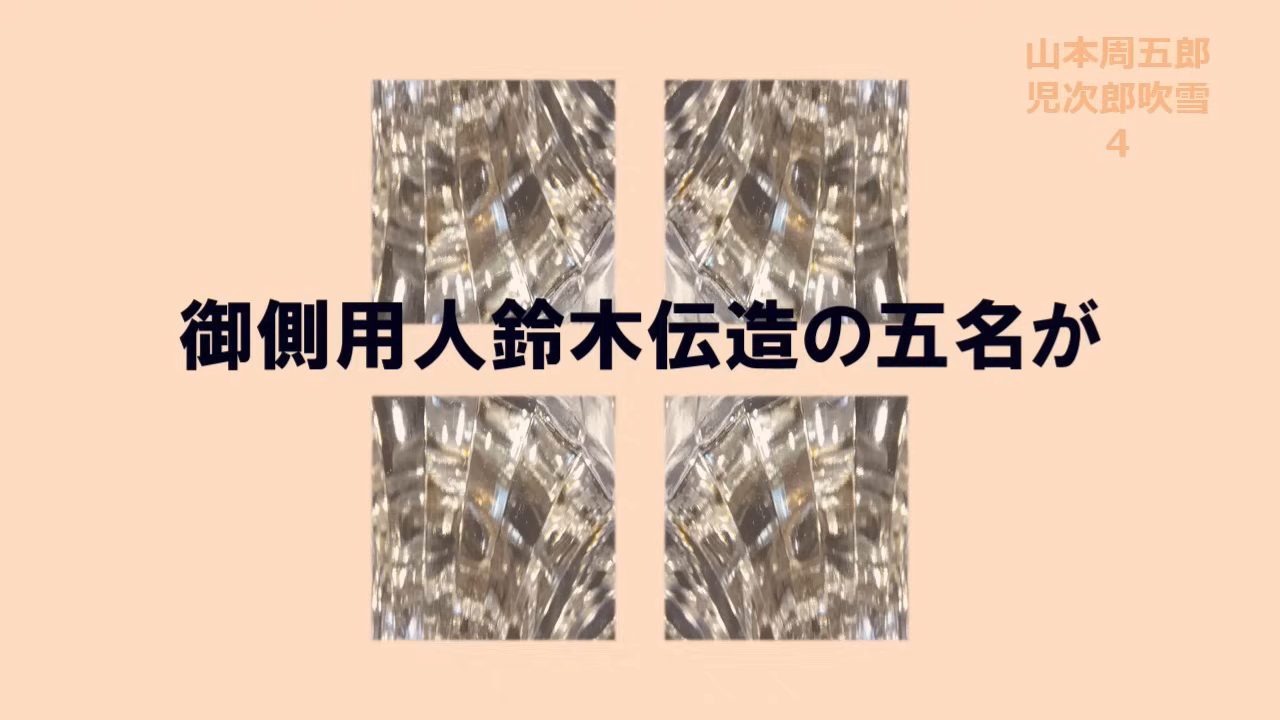 山本周五郎
児次郎吹雪
4
御側用人鈴木伝造の五名が